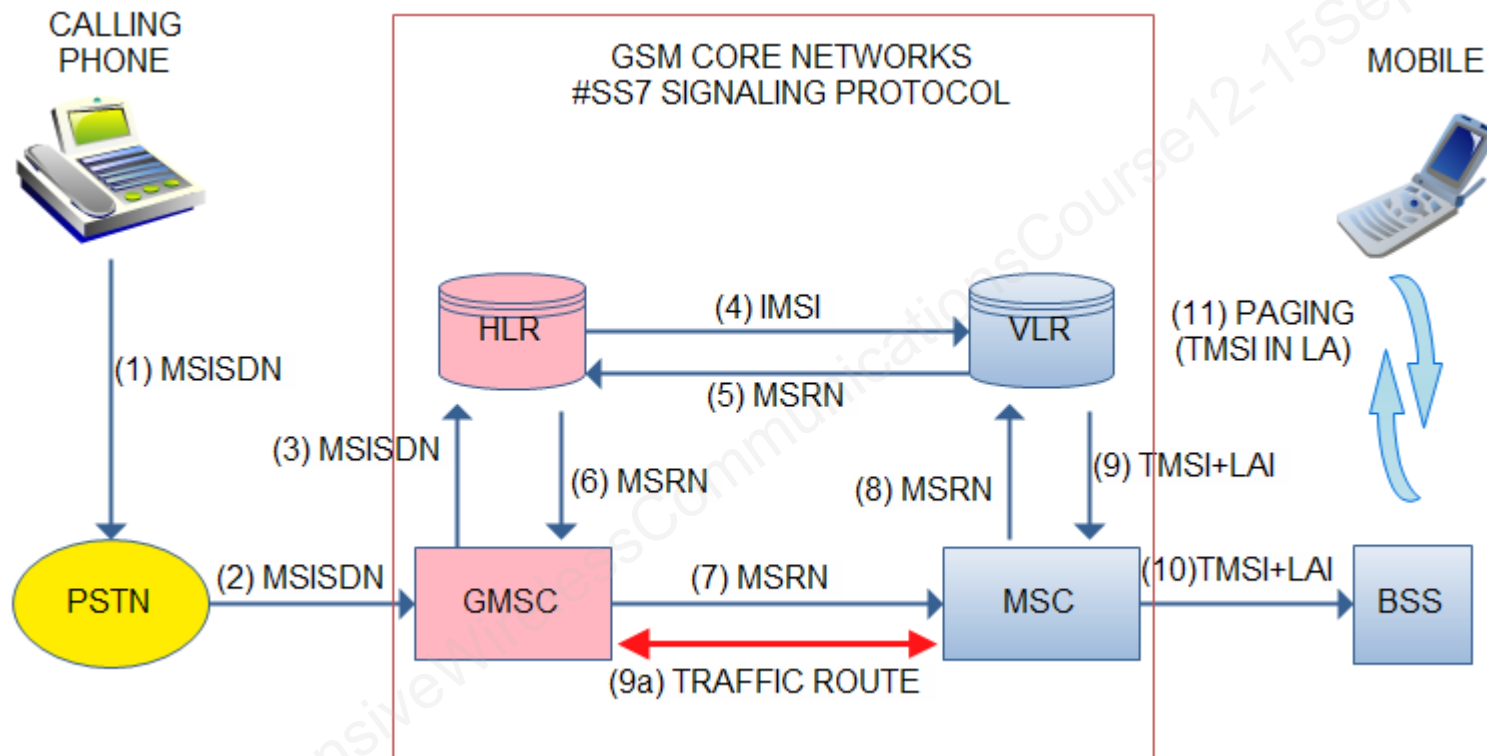 CALLING
PHONE
GSM CORE NETWORKS
#SS7 SIGNALING PROTOCOL
MOBILE
(1) MSISDN
HLR
(4) IMSI
VLR
(5) MSRN
(11) PAGING
(TMSI IN LA)
(3) MSISDN
(6) MSRN
(8) MSRN
(9) TMSI+LAI
PSTN
(2) MSISDN
GMSC
(7) MSRN
MSC
(10)TMSI+LAI
BSS
(9a) TRAFFIC ROUTE
nsiveWirelessCommunicationsCourse12-15Sep